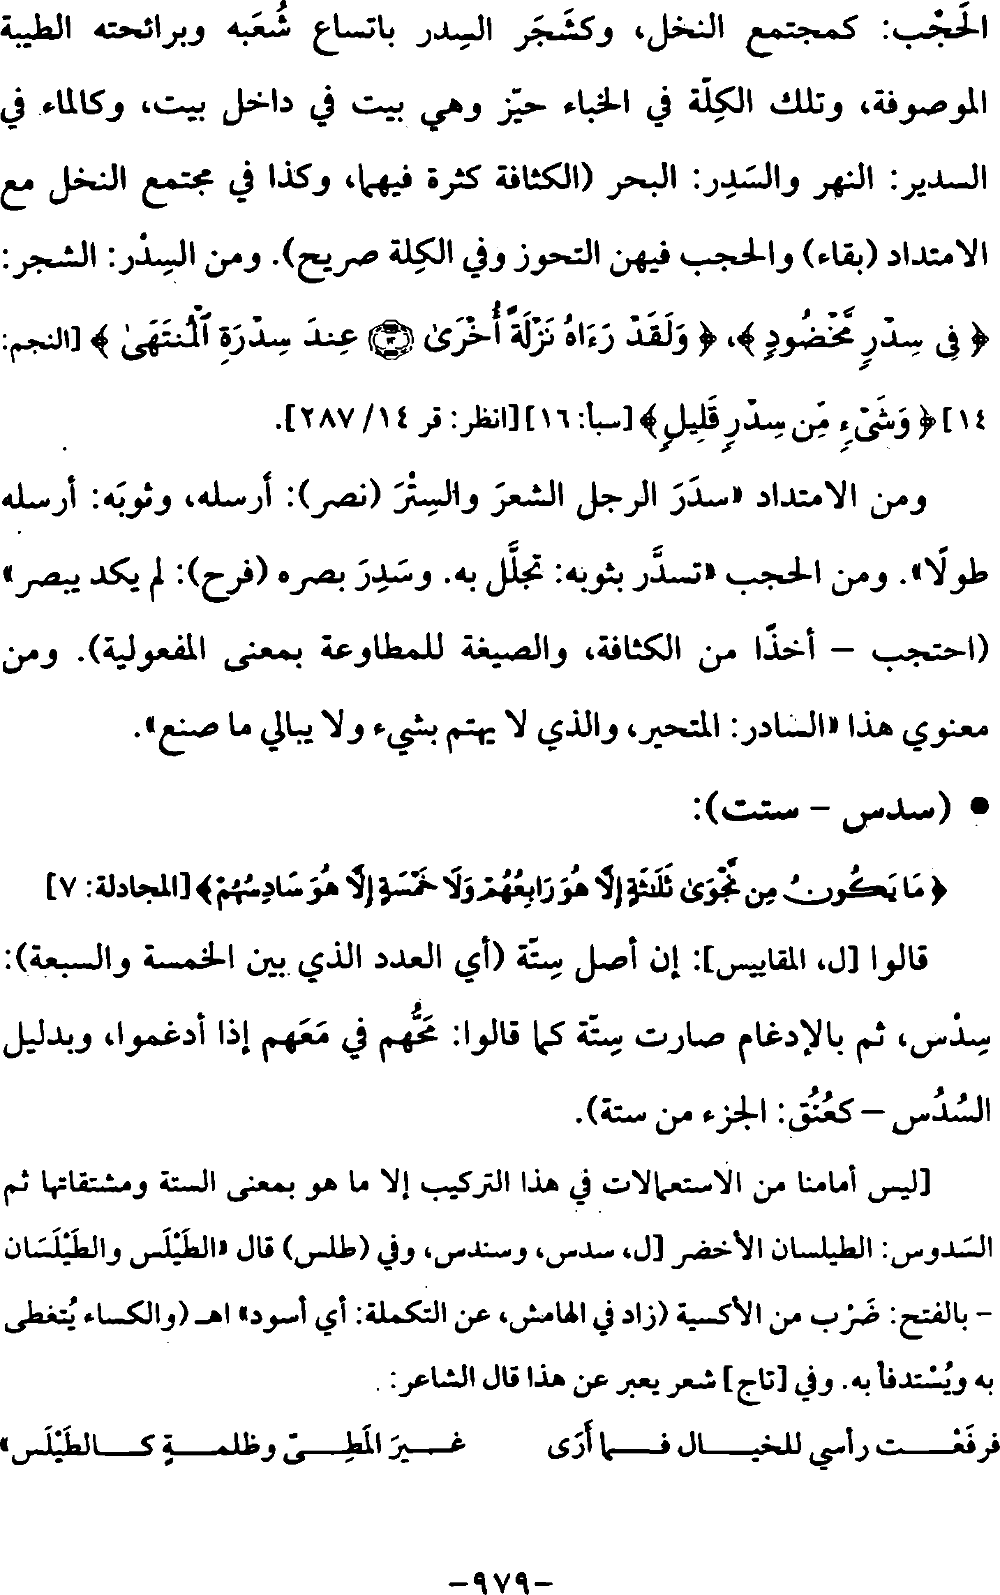 الحَجْب: كمجتمع النخل، وكشَجَر السِدر باتساع شُعَبه وبرائحته الطيبة
الموصوفة، وتلك الكِلّة في الخباء حيّز وهي بيت في داخل بيت، وكالماء في
السدير: النهر والسَدِر: البحر (الكثافة كثرة فيهما، وكذا في مجتمع النخل مع
الامتداد (بقاء) والحجب فيهن التحوز وفي الكِلة صريح). ومن السِدْر: الشجر:
﴿ فِى سِدْرٍ مَّخْضُودٍ ﴾، ﴿ وَلَقَدْ رَءَاهُ نَزْلَةً أُخْرَىٰ ۝١٣ عِندَ سِدْرَةِ ٱلْمُنتَهَىٰ ﴾ [النجم:
١٤] ﴿ وَشَىْءٍ مِّن سِدْرٍ قَلِيلٍ ﴾ [سبأ: ١٦] [انظر: قر ١٤/ ٢٨٧].
ومن الامتداد «سدَرَ الرجل الشعرَ والسِتْرَ (نصر): أرسله، وثوبَه: أرسله
طولًا». ومن الحجب «تسدَّر بثوبه: تجلَّل به. وسَدِرَ بصره (فرح): لم يكد يبصر»
(احتجب – أخذًا من الكثافة، والصيغة للمطاوعة بمعنى المفعولية). ومن
معنوي هذا «السادر: المتحير، والذي لا يهتم بشيء ولا يبالي ما صنع».
• (سدس – ستت):
﴿ مَا يَكُونُ مِن نَّجْوَىٰ ثَلَٰثَةٍ إِلَّا هُوَ رَابِعُهُمْ وَلَا خَمْسَةٍ إِلَّا هُوَ سَادِسُهُمْ ﴾ [المجادلة: ٧]
قالوا [ل، المقاييس]: إن أصل سِتّة (أي العدد الذي بين الخمسة والسبعة):
سِدْس، ثم بالإدغام صارت سِتّة كما قالوا: مَحُّهم في مَعَهم إذا أدغموا، وبدليل
السُدُس – كعُنُق: الجزء من ستة).
[ليس أمامنا من الاستعمالات في هذا التركيب إلا ما هو بمعنى الستة ومشتقاتها ثم
السَدوس: الطيلسان الأخضر [ل، سدس، وسندس، وفي (طلس) قال «الطَيْلَس والطَيْلَسَان
– بالفتح: ضَرْب من الأكسية (زاد في الهامش، عن التكملة: أي أسود» اهـ (والكساء يُتغطى
به ويُسْتدفأ به. وفي [تاج] شعر يعبر عن هذا قال الشاعر:
فرفَعْت رأسي للخيال فما أَرَى غيرَ المَطِىّ وظلمةٍ كالطَيْلَس»
–٩٧٩–